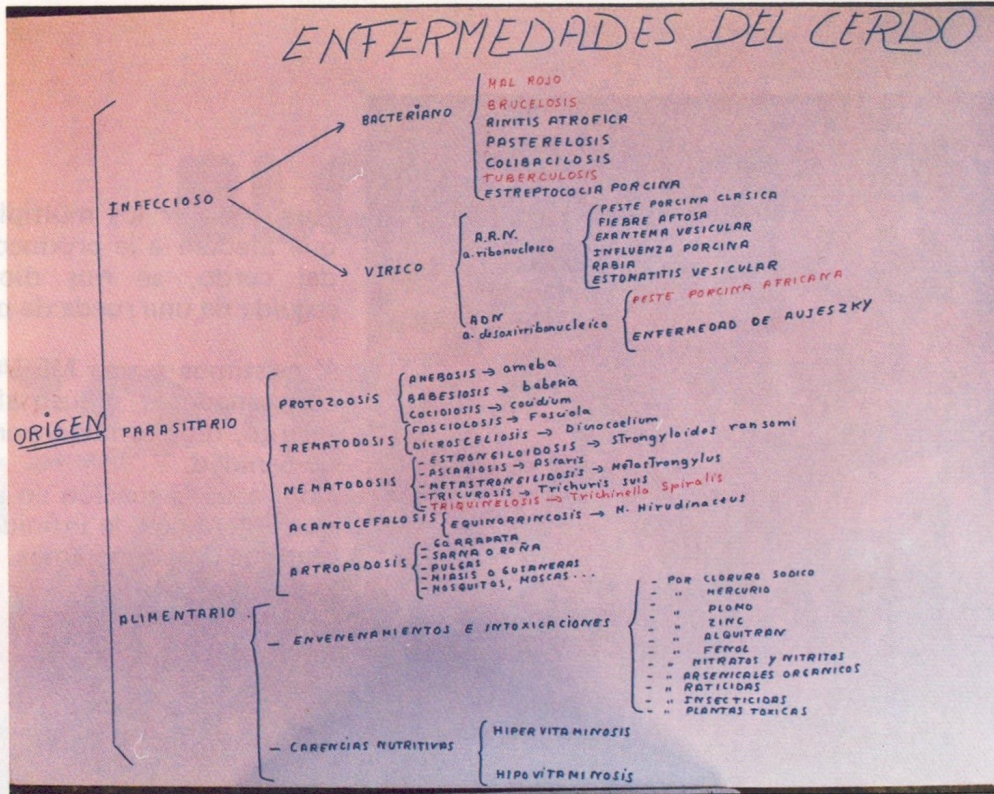 ENFERMEDADES DEL CERDO
ORIGEN
INFECCIOSO
BACTERIANO
MAL ROJO
BRUCELOSIS
RINITIS ATROFICA
PASTERELOSIS
COLIBACILOSIS
TUBERCULOSIS
ESTREPTOCOCIA PORCINA
VIRICO
A.R.N.
a.ribonucleico
PESTE PORCINA CLASICA
FIEBRE AFTOSA
EXANTEMA VESICULAR
INFLUENZA PORCINA
RABIA
ESTOMATITIS VESICULAR
ADN
a. desoxirribonucleico
PESTE PORCINA AFRICANA
ENFERMEDAD DE AUJESZKY
PARASITARIO
PROTOZOOSIS
AMEBOSIS → ameba
BABESIOSIS → babesia
COCIDIOSIS → coccidium
TREMATODOSIS
FASCIOLOSIS → Fasciola
DICROSCELIOSIS → Dicrocoelium
NEMATODOSIS
- ESTRONGILOIDOSIS → Strongyloides ransomi
- ASCARIOSIS → Ascaris
- METASTRONGILIDOSIS → Metastrongylus
- TRICUROSIS → Trichuris suis
- TRIQUINELOSIS → Trichinella Spiralis
ACANTOCEFALOSIS
EQUINORRINCOSIS → M. Hirudinaceus
ARTROPODOSIS
- GARRAPATA
- SARNA O ROÑA
- PULGAS
- MIASIS O GUSANERAS
- MOSQUITOS, MOSCAS...
ALIMENTARIO
- ENVENENAMIENTOS E INTOXICACIONES
- POR CLORURO SODICO
- " MERCURIO
- " PLOMO
- " ZINC
- " ALQUITRAN
- " FENOL
- " NITRATOS Y NITRITOS
- " ARSENICALES ORGANICOS
- " RATICIDAS
- " INSECTICIDAS
- " PLANTAS TOXICAS
- CARENCIAS NUTRITIVAS
HIPERVITAMINOSIS
HIPOVITAMINOSIS